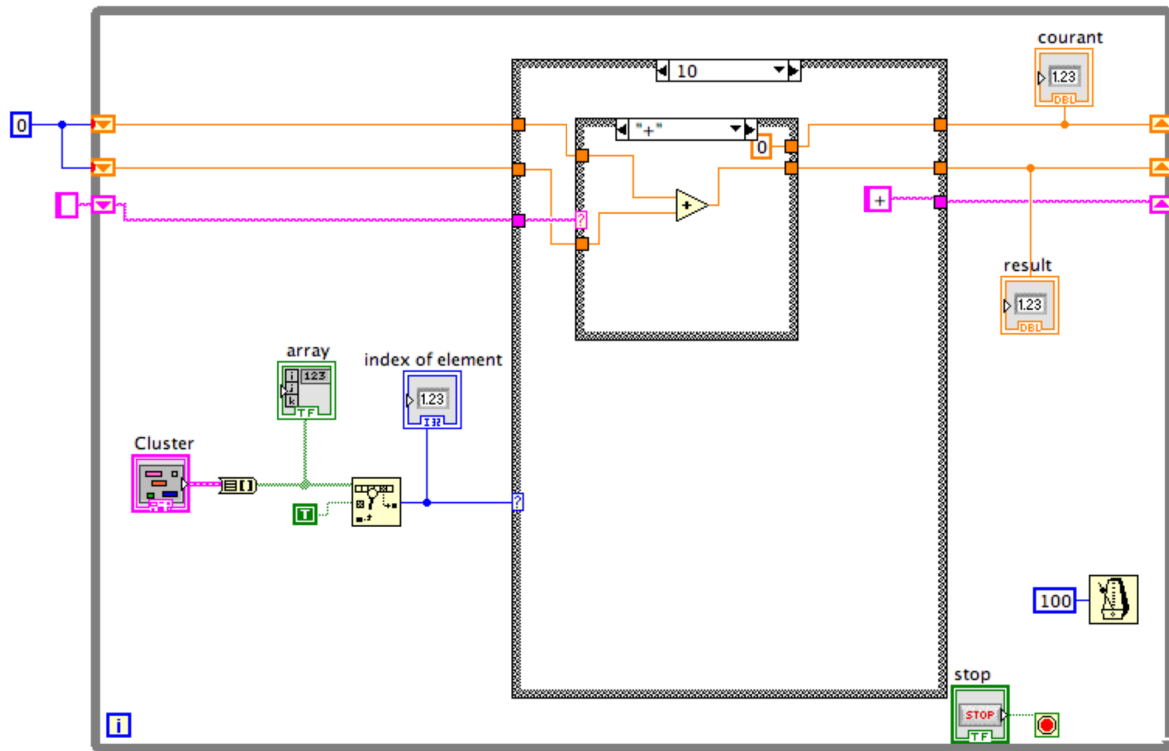 courant
1.23
DBL
10
0
"+"
0
+
?
+
result
1.23
DBL
array
i 123
j
k
TF
index of element
1.23
I32
Cluster
?
T
100
stop
STOP
TF
i